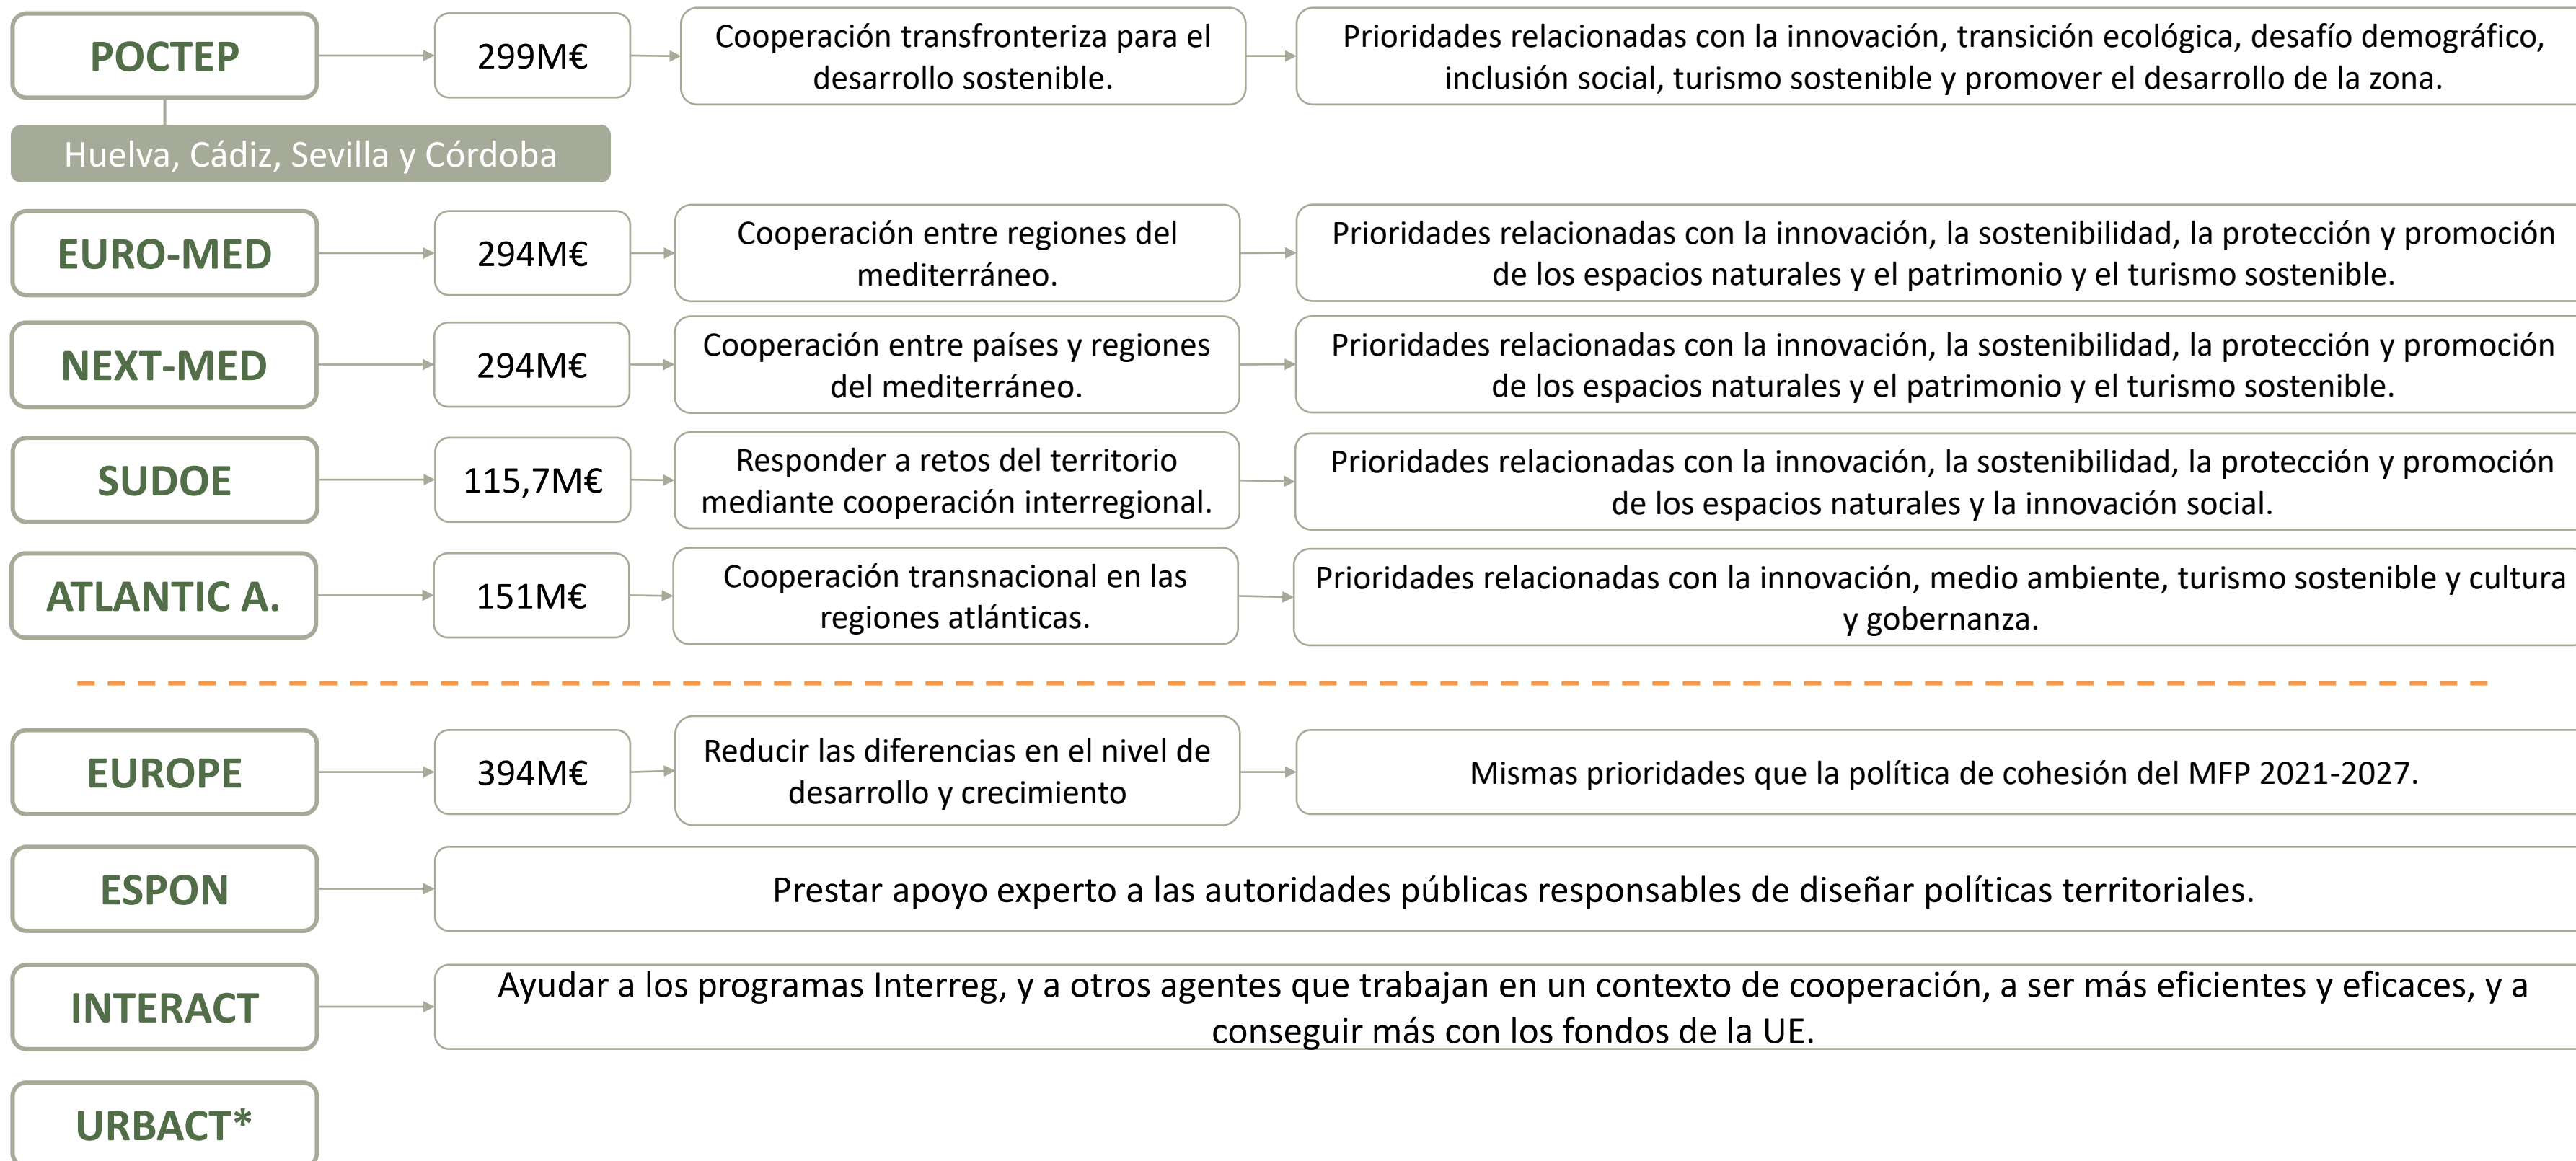 POCTEP
299M€
Cooperación transfronteriza para el
desarrollo sostenible.
Prioridades relacionadas con la innovación, transición ecológica, desafío demográfico,
inclusión social, turismo sostenible y promover el desarrollo de la zona.
Huelva, Cádiz, Sevilla y Córdoba
EURO-MED
294M€
Cooperación entre regiones del
mediterráneo.
Prioridades relacionadas con la innovación, la sostenibilidad, la protección y promoción
de los espacios naturales y el patrimonio y el turismo sostenible.
NEXT-MED
294M€
Cooperación entre países y regiones
del mediterráneo.
Prioridades relacionadas con la innovación, la sostenibilidad, la protección y promoción
de los espacios naturales y el patrimonio y el turismo sostenible.
SUDOE
115,7M€
Responder a retos del territorio
mediante cooperación interregional.
Prioridades relacionadas con la innovación, la sostenibilidad, la protección y promoción
de los espacios naturales y la innovación social.
ATLANTIC A.
151M€
Cooperación transnacional en las
regiones atlánticas.
Prioridades relacionadas con la innovación, medio ambiente, turismo sostenible y cultura
y gobernanza.
EUROPE
394M€
Reducir las diferencias en el nivel de
desarrollo y crecimiento
Mismas prioridades que la política de cohesión del MFP 2021-2027.
ESPON
Prestar apoyo experto a las autoridades públicas responsables de diseñar políticas territoriales.
INTERACT
Ayudar a los programas Interreg, y a otros agentes que trabajan en un contexto de cooperación, a ser más eficientes y eficaces, y a
conseguir más con los fondos de la UE.
URBACT*